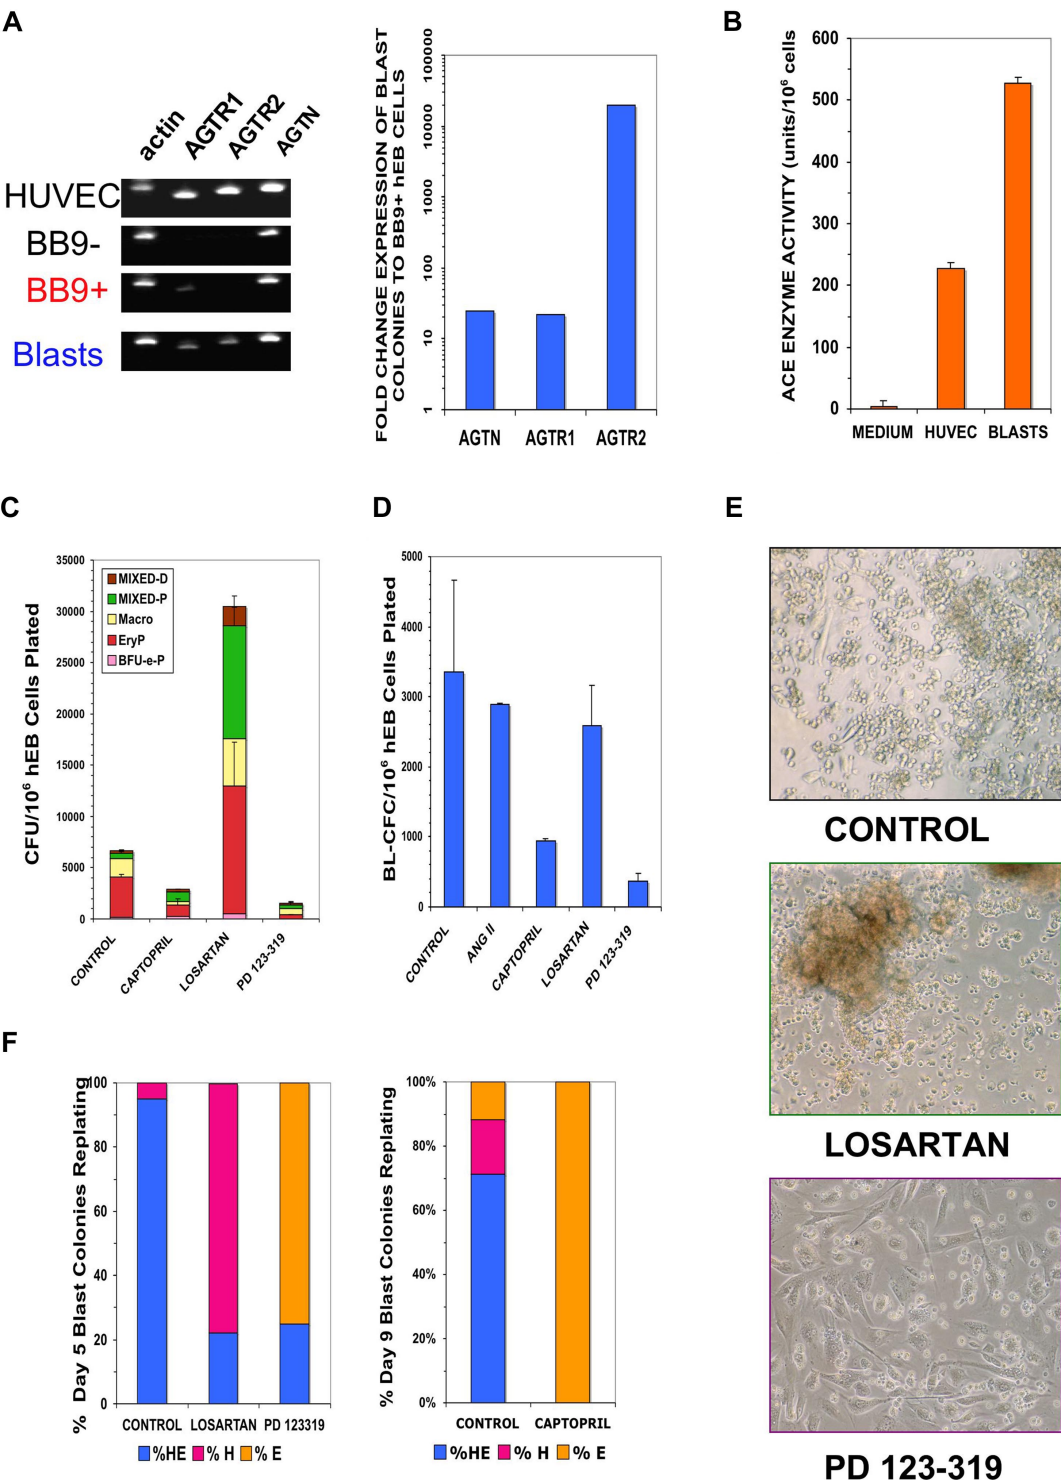 A
actin
AGTR1
AGTR2
AGTN
HUVEC
BB9-
BB9+
Blasts
FOLD CHANGE EXPRESSION OF BLAST
COLONIES TO BB9+ hEB CELLS
100000
10000
1000
100
10
1
AGTN AGTR1 AGTR2
B
ACE ENZYME ACTIVITY (units/10⁶ cells
600
500
400
300
200
100
0
MEDIUM HUVEC BLASTS
C
CFU/10⁶ hEB Cells Plated
35000
30000
25000
20000
15000
10000
5000
0
MIXED-D
MIXED-P
Macro
EryP
BFU-e-P
CONTROL
CAPTOPRIL
LOSARTAN
PD 123-319
D
BL-CFC/10⁶ hEB Cells Plated
5000
4000
3000
2000
1000
0
CONTROL
ANG II
CAPTOPRIL
LOSARTAN
PD 123-319
E
CONTROL
LOSARTAN
PD 123-319
F
% Day 5 Blast Colonies Replating
100
80
60
40
20
0
CONTROL LOSARTAN PD 123319
%HE % H % E
% Day 9 Blast Colonies Replating
100%
80%
60%
40%
20%
0%
CONTROL CAPTOPRIL
%HE % H % E